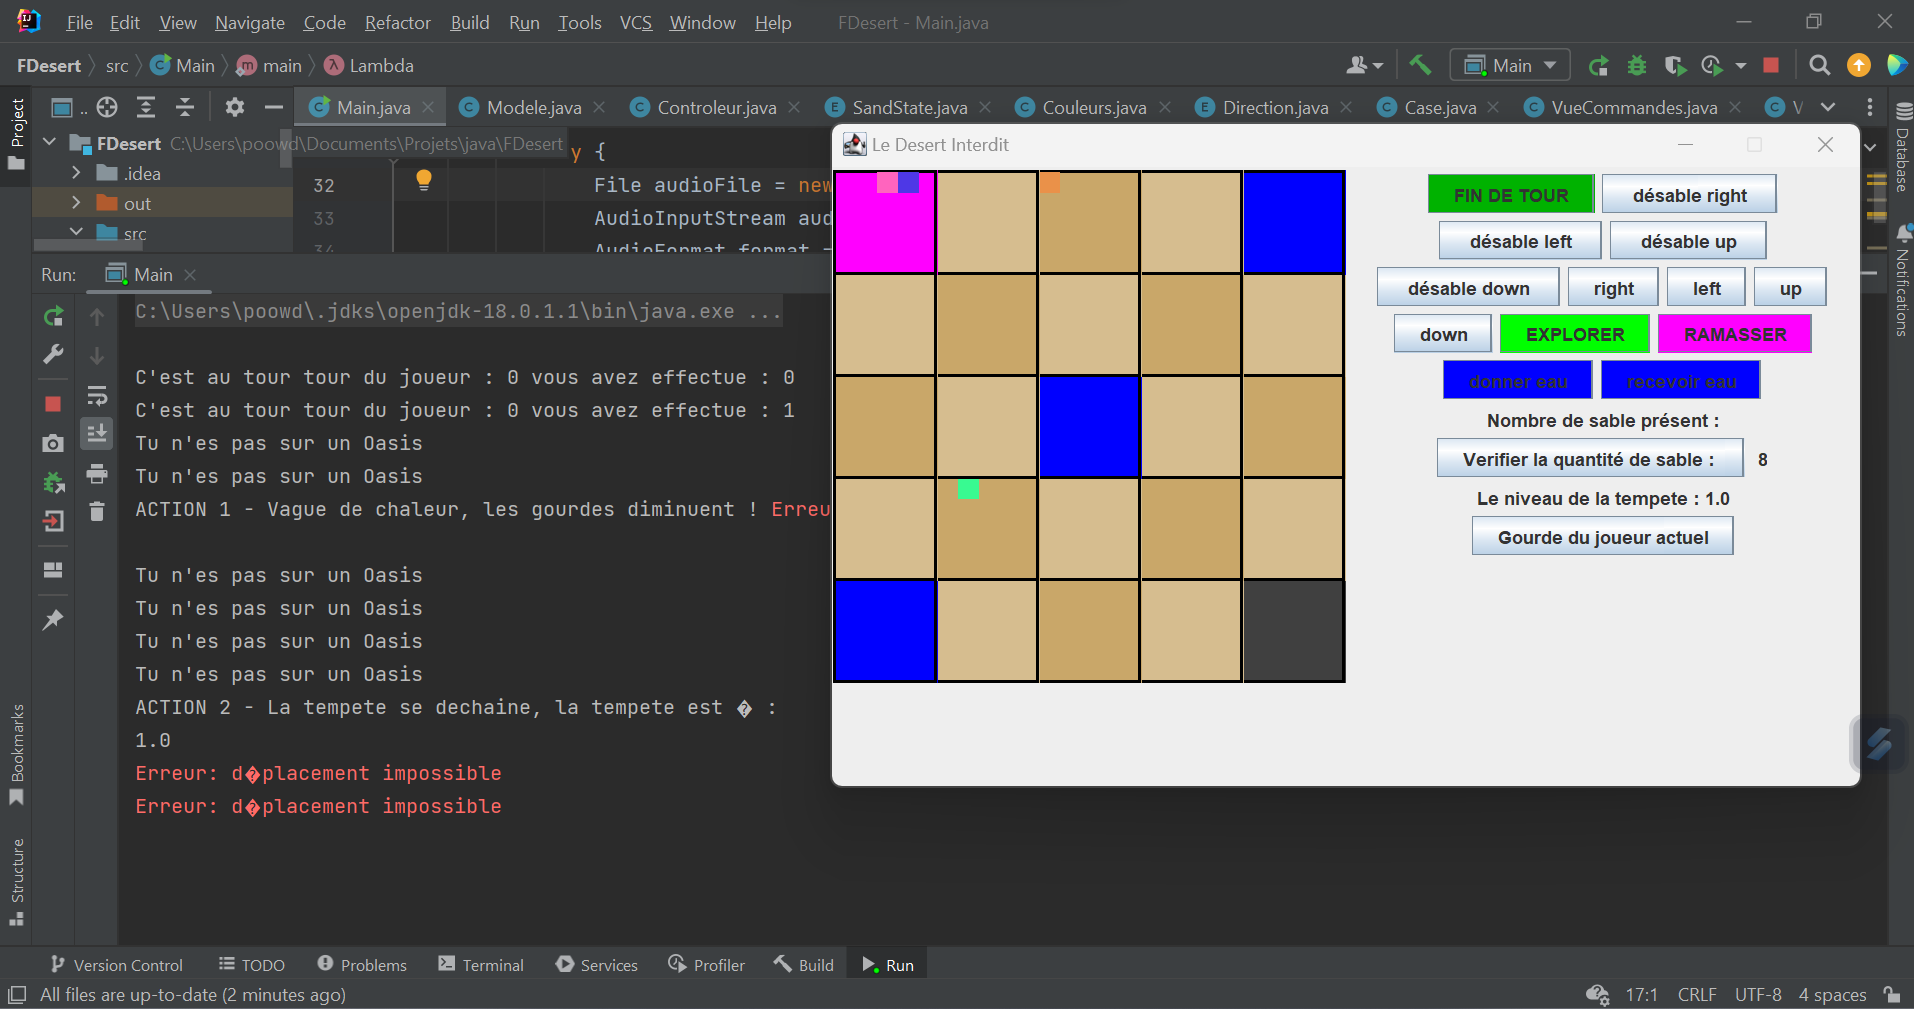 File Edit View Navigate Code Refactor Build Run Tools VCS Window Help FDesert - Main.java
FDesert src Main main Lambda Main
Project .. Main.java Modele.java Controleur.java SandState.java Couleurs.java Direction.java Case.java VueCommandes.java
FDesert C:\Users\poowd\Documents\Projets\java\FDesert
.idea
out
src
y {
32 File audioFile = new
33 AudioInputStream aud
34 AudioFormat format =
Run: Main
C:\Users\poowd\.jdks\openjdk-18.0.1.1\bin\java.exe ...
C'est au tour tour du joueur : 0 vous avez effectue : 0
C'est au tour tour du joueur : 0 vous avez effectue : 1
Tu n'es pas sur un Oasis
Tu n'es pas sur un Oasis
ACTION 1 - Vague de chaleur, les gourdes diminuent ! Erreu
Tu n'es pas sur un Oasis
Tu n'es pas sur un Oasis
Tu n'es pas sur un Oasis
Tu n'es pas sur un Oasis
ACTION 2 - La tempete se dechaine, la tempete est � :
1.0
Erreur: d�placement impossible
Erreur: d�placement impossible
Le Desert Interdit
FIN DE TOUR désable right
désable left désable up
désable down right left up
down EXPLORER RAMASSER
donner eau recevoir eau
Nombre de sable présent :
Verifier la quantité de sable : 8
Le niveau de la tempete : 1.0
Gourde du joueur actuel
Database
Notifications
Bookmarks
Structure
Version Control TODO Problems Terminal Services Profiler Build Run
All files are up-to-date (2 minutes ago) 17:1 CRLF UTF-8 4 spaces